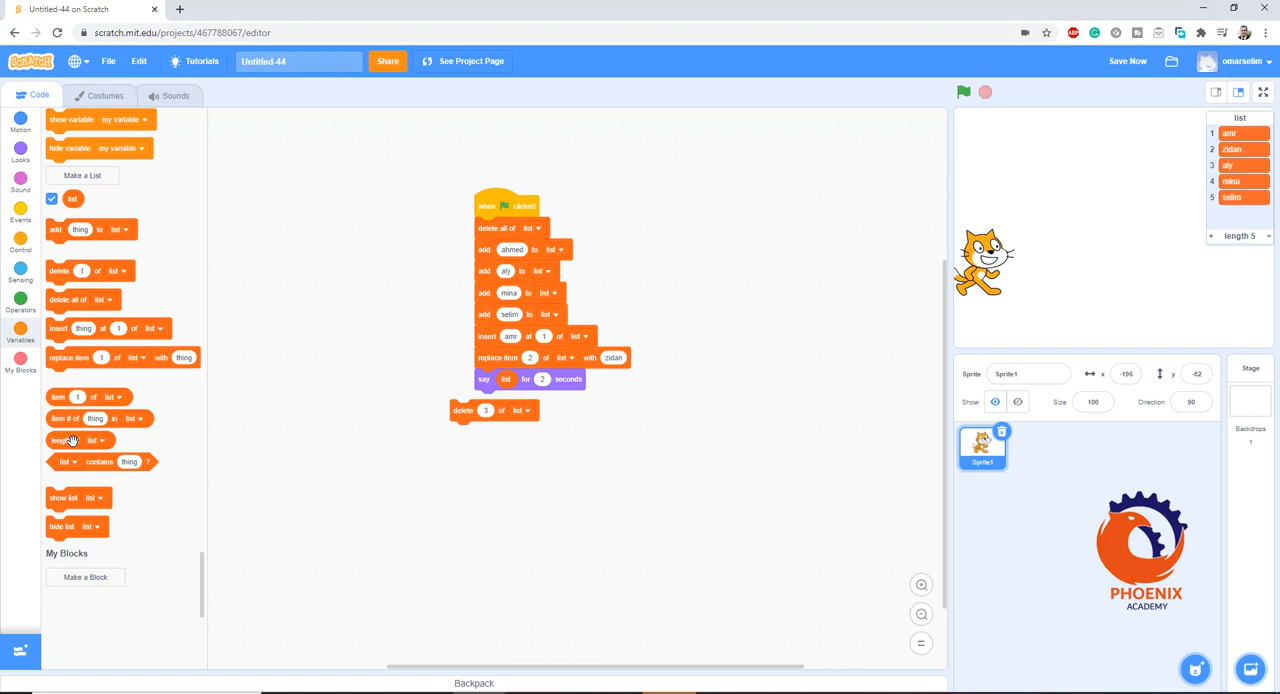 Untitled-44 on Scratch
scratch.mit.edu/projects/467788067/editor
ABP
SCRATCH
File
Edit
Tutorials
Untitled-44
Share
See Project Page
Save Now
omarselim
Code
Costumes
Sounds
Motion
Looks
Sound
Events
Control
Sensing
Operators
Variables
My Blocks
show variable my variable
hide variable my variable
Make a List
list
add thing to list
delete 1 of list
delete all of list
insert thing at 1 of list
replace item 1 of list with thing
item 1 of list
item # of thing in list
list
list contains thing ?
show list list
hide list list
My Blocks
Make a Block
when clicked
delete all of list
add ahmed to list
add aly to list
add mina to list
add selim to list
insert amr at 1 of list
replace item 2 of list with zidan
say list for 2 seconds
delete 3 of list
Backpack
list
1 amr
2 zidan
3 aly
4 mina
5 selim
+ length 5 =
Sprite Sprite1 x -196 y -52
Show Size 100 Direction 90
Sprite1
Stage
Backdrops
1
PHOENIX
ACADEMY